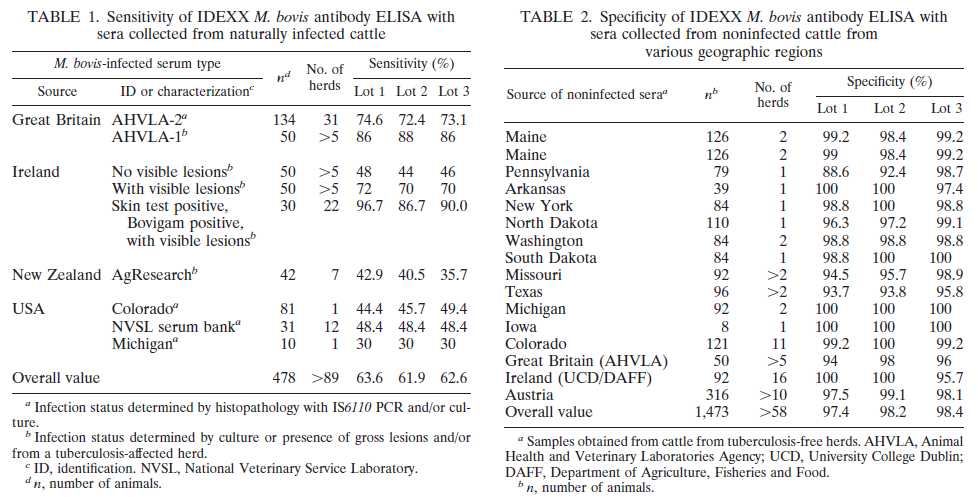 TABLE 1. Sensitivity of IDEXX M. bovis antibody ELISA with
sera collected from naturally infected cattle
M. bovis-infected serum type nd No. of herds Sensitivity (%)
Source ID or characterizationc Lot 1 Lot 2 Lot 3
Great Britain AHVLA-2a 134 31 74.6 72.4 73.1
AHVLA-1b 50 >5 86 88 86
Ireland No visible lesionsb 50 >5 48 44 46
With visible lesionsb 50 >5 72 70 70
Skin test positive, 30 22 96.7 86.7 90.0
Bovigam positive,
with visible lesionsb
New Zealand AgResearchb 42 7 42.9 40.5 35.7
USA Coloradoa 81 1 44.4 45.7 49.4
NVSL serum banka 31 12 48.4 48.4 48.4
Michigana 10 1 30 30 30
Overall value 478 >89 63.6 61.9 62.6
a Infection status determined by histopathology with IS6110 PCR and/or cul-
ture.
b Infection status determined by culture or presence of gross lesions and/or
from a tuberculosis-affected herd.
c ID, identification. NVSL, National Veterinary Service Laboratory.
d n, number of animals.
TABLE 2. Specificity of IDEXX M. bovis antibody ELISA with
sera collected from noninfected cattle from
various geographic regions
Source of noninfected seraa nb No. of herds Specificity (%)
Lot 1 Lot 2 Lot 3
Maine 126 2 99.2 98.4 99.2
Maine 126 2 99 98.4 99.2
Pennsylvania 79 1 88.6 92.4 98.7
Arkansas 39 1 100 100 97.4
New York 84 1 98.8 100 98.8
North Dakota 110 1 96.3 97.2 99.1
Washington 84 2 98.8 98.8 98.8
South Dakota 84 1 98.8 100 100
Missouri 92 >2 94.5 95.7 98.9
Texas 96 >2 93.7 93.8 95.8
Michigan 92 2 100 100 100
Iowa 8 1 100 100 100
Colorado 121 11 99.2 100 99.2
Great Britain (AHVLA) 50 >5 94 98 96
Ireland (UCD/DAFF) 92 16 100 100 95.7
Austria 316 >10 97.5 99.1 98.1
Overall value 1,473 >58 97.4 98.2 98.4
a Samples obtained from cattle from tuberculosis-free herds. AHVLA, Animal
Health and Veterinary Laboratories Agency; UCD, University College Dublin;
DAFF, Department of Agriculture, Fisheries and Food.
b n, number of animals.